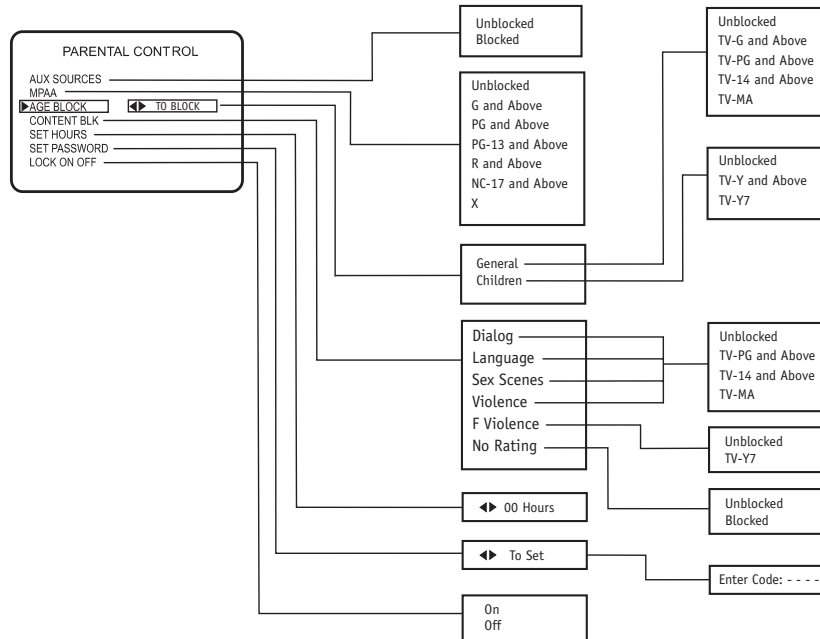 PARENTAL CONTROL
AUX SOURCES
MPAA
AGE BLOCK TO BLOCK
CONTENT BLK
SET HOURS
SET PASSWORD
LOCK ON OFF
Unblocked
Blocked
Unblocked
G and Above
PG and Above
PG-13 and Above
R and Above
NC-17 and Above
X
General
Children
Unblocked
TV-G and Above
TV-PG and Above
TV-14 and Above
TV-MA
Unblocked
TV-Y and Above
TV-Y7
Dialog
Language
Sex Scenes
Violence
F Violence
No Rating
Unblocked
TV-PG and Above
TV-14 and Above
TV-MA
Unblocked
TV-Y7
Unblocked
Blocked
00 Hours
To Set
Enter Code: - - - -
On
Off